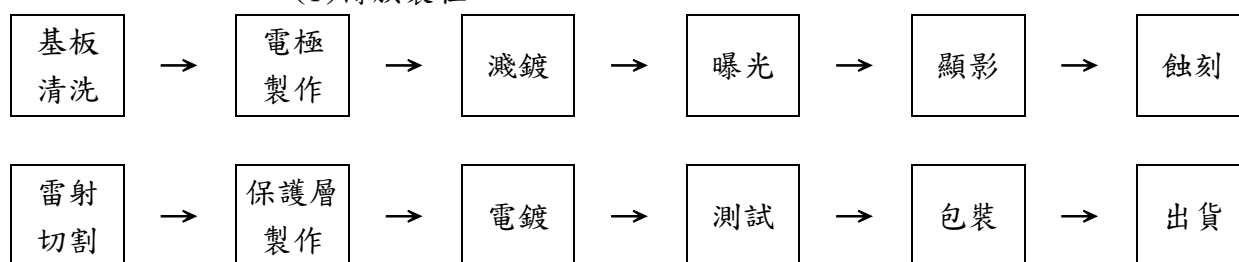 基板 → 電極 → 濺鍍 → 曝光 → 顯影 → 蝕刻
清洗 製作
雷射 → 保護層 → 電鍍 → 測試 → 包裝 → 出貨
切割 製作